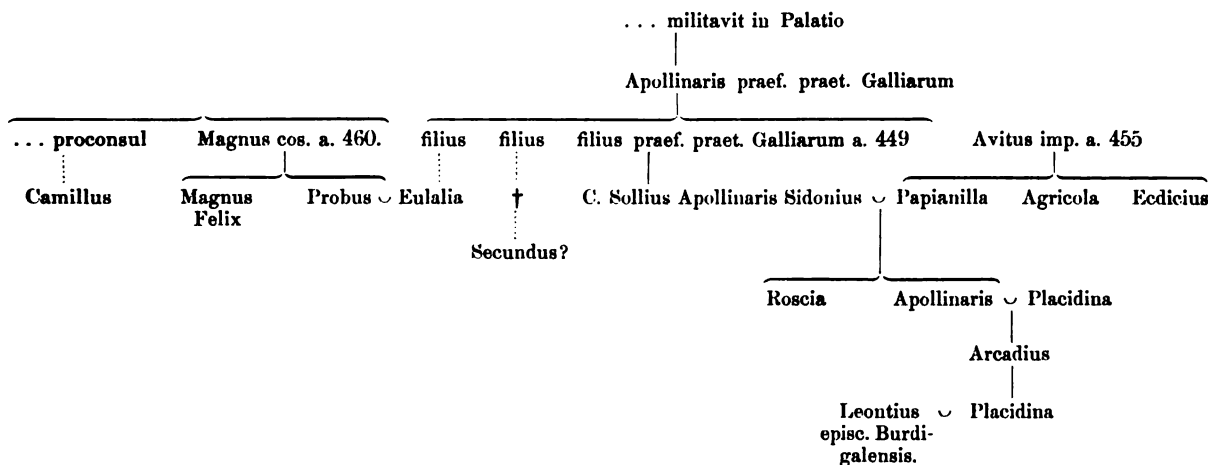 . . . militavit in Palatio
Apollinaris praef. praet. Galliarum
. . . proconsul Magnus cos. a. 460. filius filius filius praef. praet. Galliarum a. 449 Avitus imp. a. 455
Camillus Magnus Probus ◡ Eulalia † C. Sollius Apollinaris Sidonius ◡ Papianilla Agricola Ecdicius
Felix
Secundus?
Roscia Apollinaris ◡ Placidina
Arcadius
Leontius ◡ Placidina
episc. Burdi-
galensis.